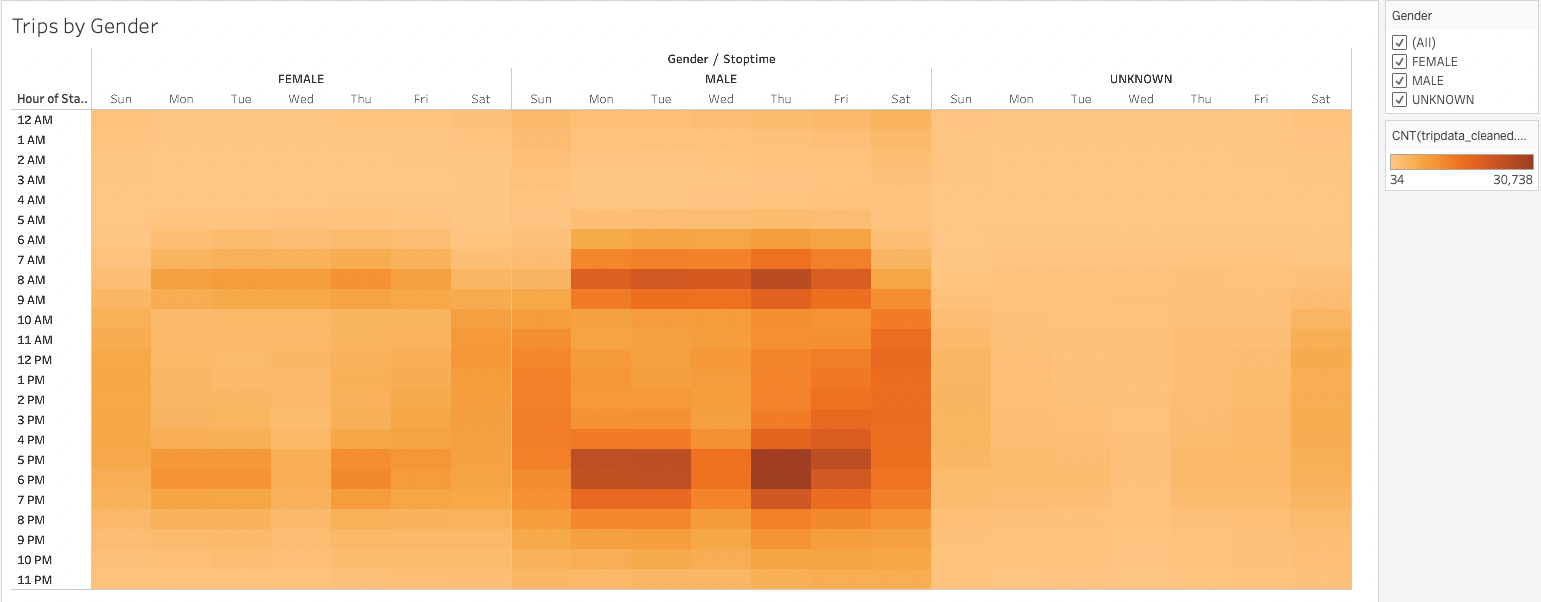 Trips by Gender
Gender / Stoptime
FEMALE MALE UNKNOWN
Hour of Sta.. Sun Mon Tue Wed Thu Fri Sat Sun Mon Tue Wed Thu Fri Sat Sun Mon Tue Wed Thu Fri Sat
12 AM
1 AM
2 AM
3 AM
4 AM
5 AM
6 AM
7 AM
8 AM
9 AM
10 AM
11 AM
12 PM
1 PM
2 PM
3 PM
4 PM
5 PM
6 PM
7 PM
8 PM
9 PM
10 PM
11 PM
Gender
(All)
FEMALE
MALE
UNKNOWN
CNT(tripdata_cleaned....
34 30,738